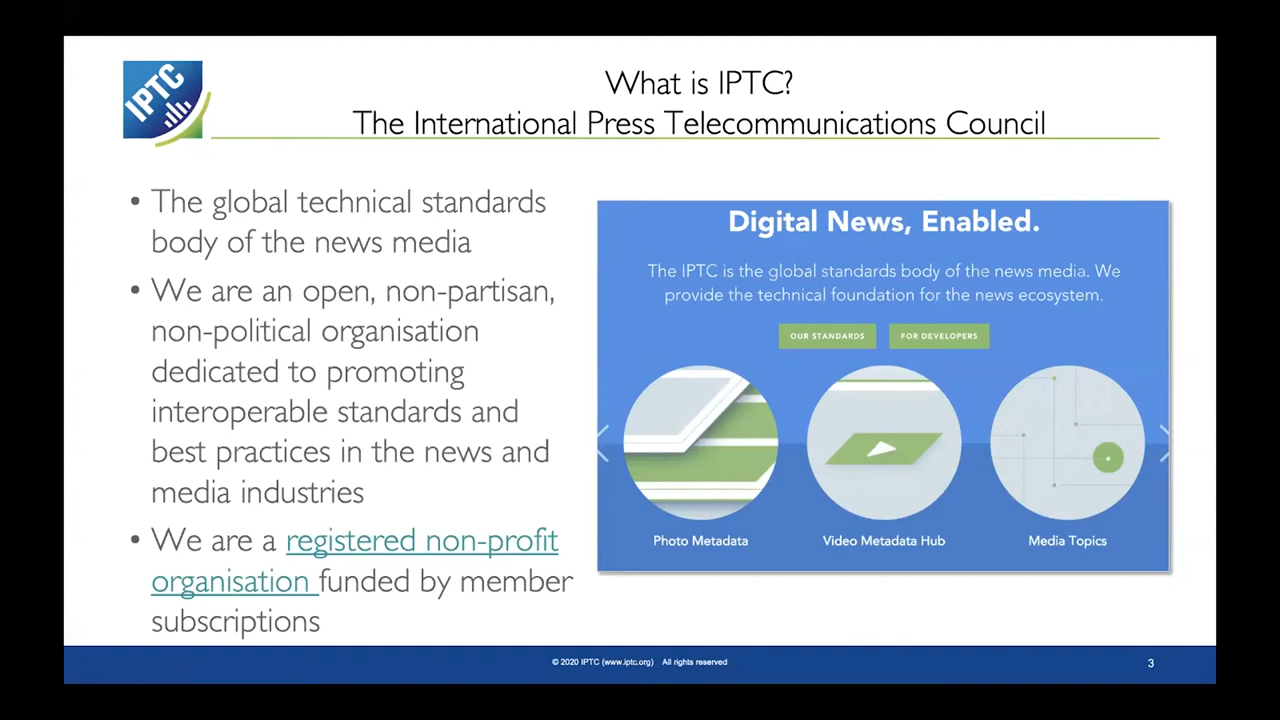 IPTC
What is IPTC?
The International Press Telecommunications Council
• The global technical standards
body of the news media
• We are an open, non-partisan,
non-political organisation
dedicated to promoting
interoperable standards and
best practices in the news and
media industries
• We are a registered non-profit
organisation funded by member
subscriptions
Digital News, Enabled.
The IPTC is the global standards body of the news media. We
provide the technical foundation for the news ecosystem.
OUR STANDARDS FOR DEVELOPERS
Photo Metadata Video Metadata Hub Media Topics
© 2020 IPTC (www.iptc.org) All rights reserved
3